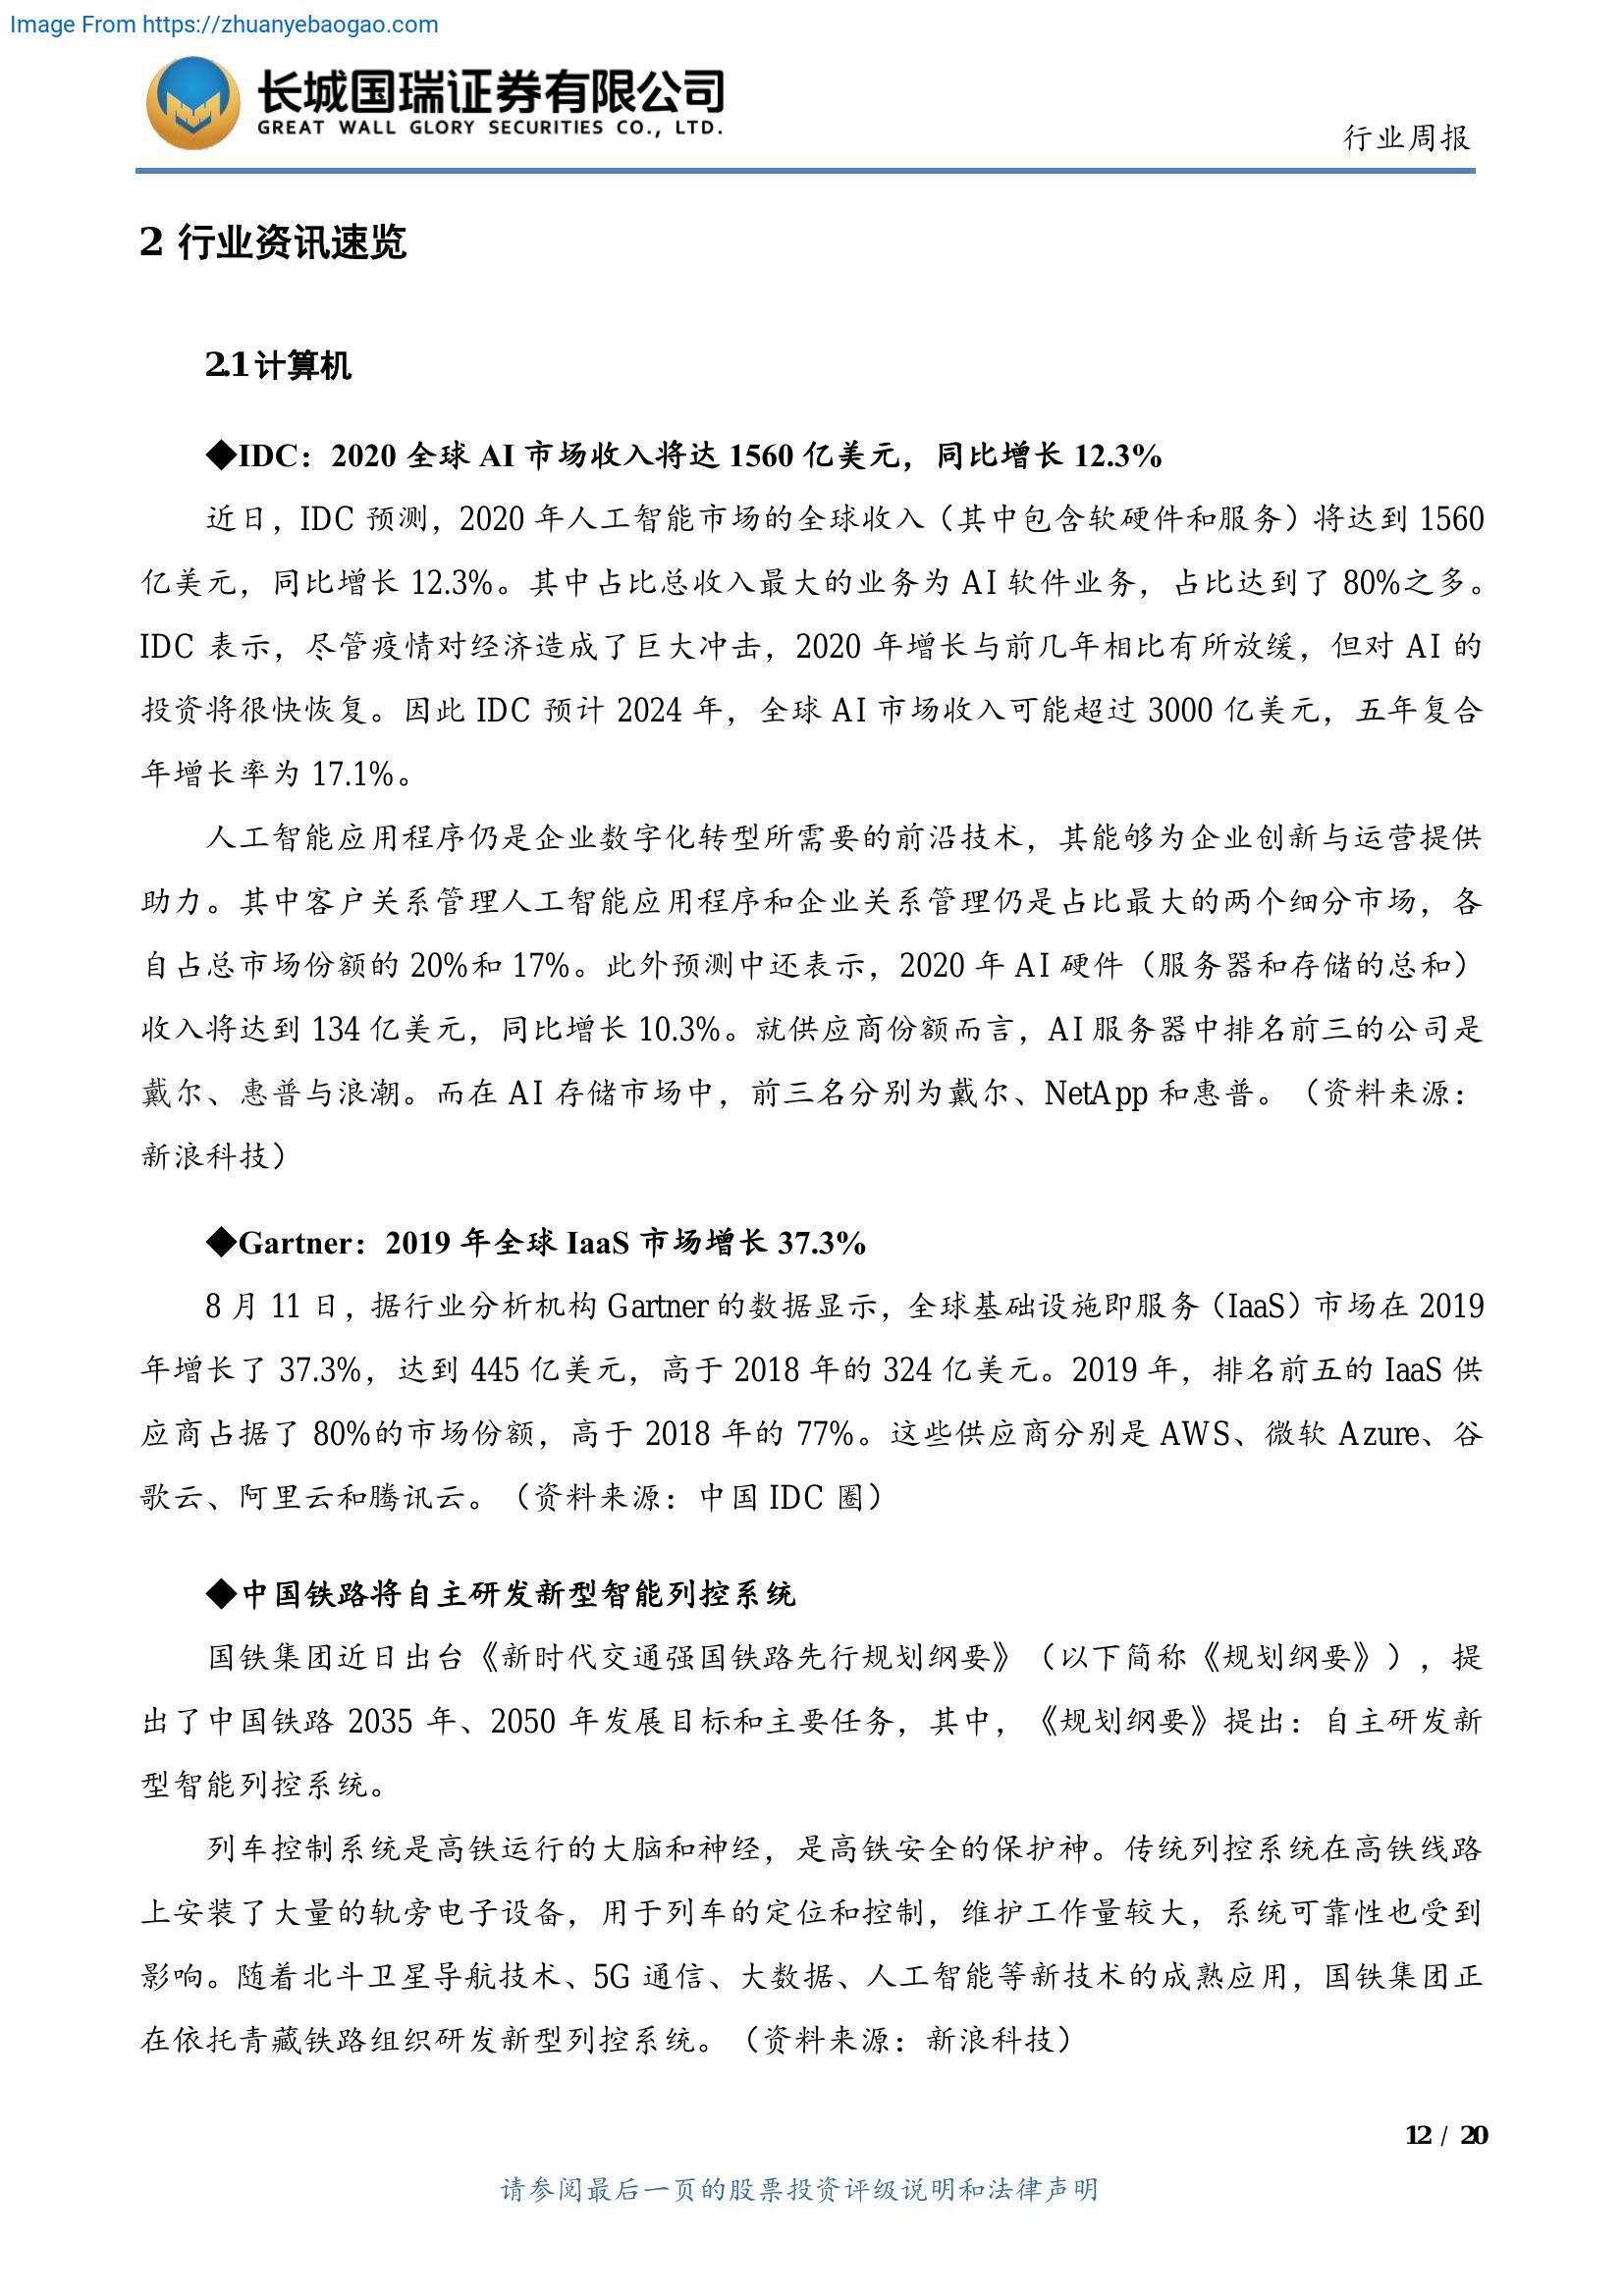 Image From https://zhuanyebaogao.com
长城国瑞证券有限公司
GREAT WALL GLORY SECURITIES CO., LTD.
行业周报
2 行业资讯速览
2.1 计算机
◆IDC：2020 全球 AI 市场收入将达 1560 亿美元，同比增长 12.3%
近日，IDC 预测，2020 年人工智能市场的全球收入（其中包含软硬件和服务）将达到 1560
亿美元，同比增长 12.3%。其中占比总收入最大的业务为 AI 软件业务，占比达到了 80%之多。
IDC 表示，尽管疫情对经济造成了巨大冲击，2020 年增长与前几年相比有所放缓，但对 AI 的
投资将很快恢复。因此 IDC 预计 2024 年，全球 AI 市场收入可能超过 3000 亿美元，五年复合
年增长率为 17.1%。
人工智能应用程序仍是企业数字化转型所需要的前沿技术，其能够为企业创新与运营提供
助力。其中客户关系管理人工智能应用程序和企业关系管理仍是占比最大的两个细分市场，各
自占总市场份额的 20%和 17%。此外预测中还表示，2020 年 AI 硬件（服务器和存储的总和）
收入将达到 134 亿美元，同比增长 10.3%。就供应商份额而言，AI 服务器中排名前三的公司是
戴尔、惠普与浪潮。而在 AI 存储市场中，前三名分别为戴尔、NetApp 和惠普。（资料来源：
新浪科技）
◆Gartner：2019 年全球 IaaS 市场增长 37.3%
8 月 11 日，据行业分析机构 Gartner 的数据显示，全球基础设施即服务（IaaS）市场在 2019
年增长了 37.3%，达到 445 亿美元，高于 2018 年的 324 亿美元。2019 年，排名前五的 IaaS 供
应商占据了 80%的市场份额，高于 2018 年的 77%。这些供应商分别是 AWS、微软 Azure、谷
歌云、阿里云和腾讯云。（资料来源：中国 IDC 圈）
◆中国铁路将自主研发新型智能列控系统
国铁集团近日出台《新时代交通强国铁路先行规划纲要》（以下简称《规划纲要》），提
出了中国铁路 2035 年、2050 年发展目标和主要任务，其中，《规划纲要》提出：自主研发新
型智能列控系统。
列车控制系统是高铁运行的大脑和神经，是高铁安全的保护神。传统列控系统在高铁线路
上安装了大量的轨旁电子设备，用于列车的定位和控制，维护工作量较大，系统可靠性也受到
影响。随着北斗卫星导航技术、5G 通信、大数据、人工智能等新技术的成熟应用，国铁集团正
在依托青藏铁路组织研发新型列控系统。（资料来源：新浪科技）
12 / 20
请参阅最后一页的股票投资评级说明和法律声明